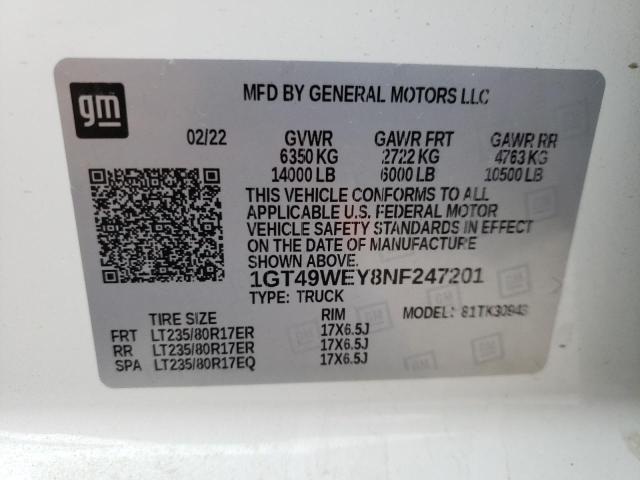 gm
MFD BY GENERAL MOTORS LLC
02/22 GVWR GAWR FRT GAWR RR
6350 KG 2722 KG 4763 KG
14000 LB 6000 LB 10500 LB
THIS VEHICLE CONFORMS TO ALL
APPLICABLE U.S. FEDERAL MOTOR
VEHICLE SAFETY STANDARDS IN EFFECT
ON THE DATE OF MANUFACTURE
SHOWN ABOVE.
1GT49WEY8NF247201
TYPE: TRUCK
TIRE SIZE RIM MODEL: 81TK30943
FRT LT235/80R17ER 17X6.5J
RR LT235/80R17ER 17X6.5J
SPA LT235/80R17EQ 17X6.5J